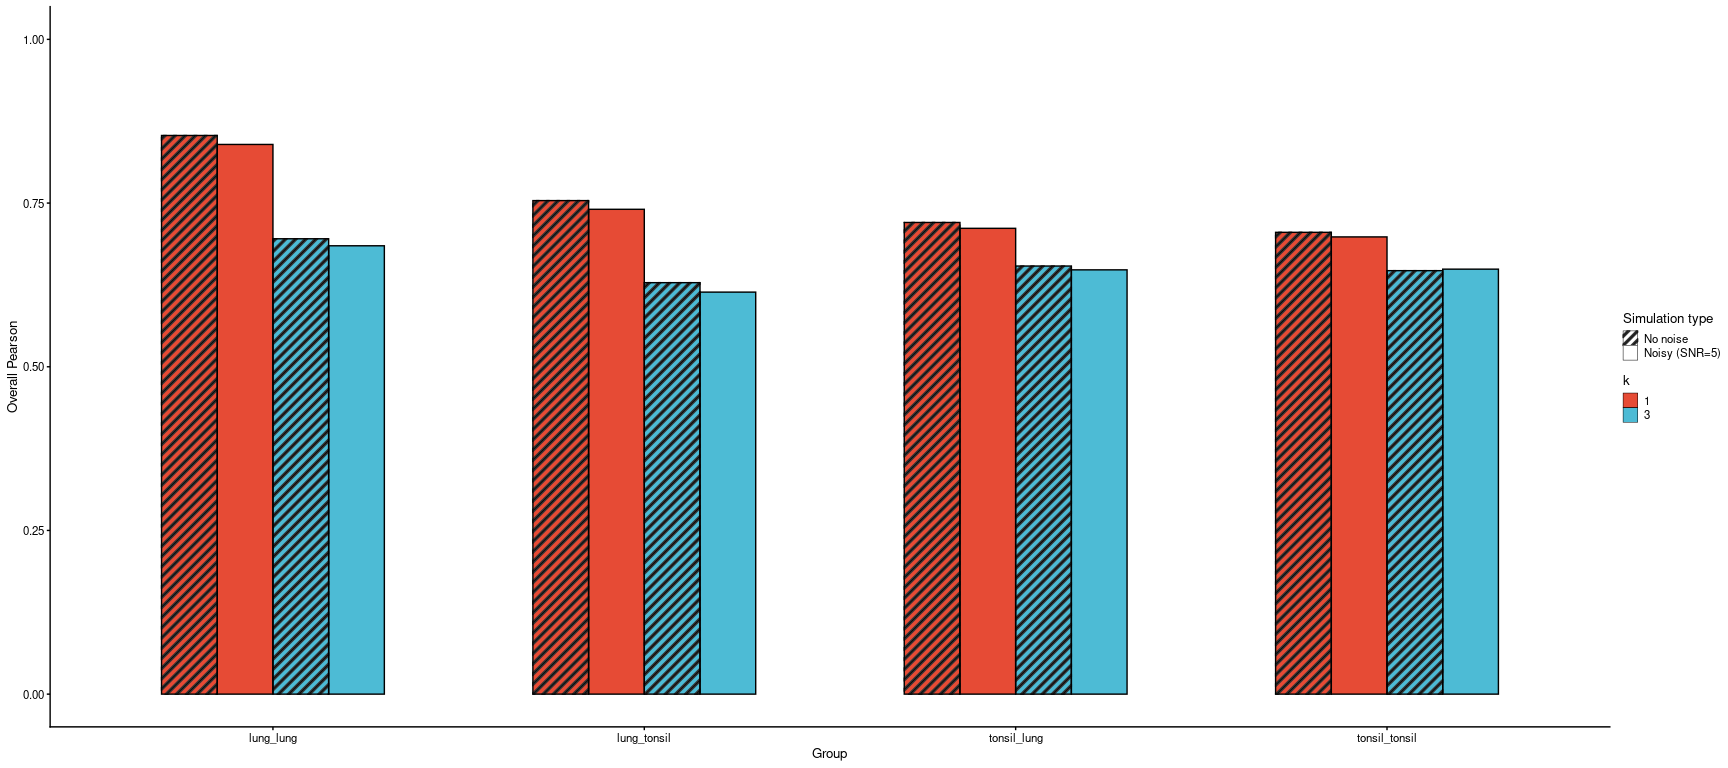 1.00
0.75
0.50
0.25
0.00
Overall Pearson
lung_lung
lung_tonsil
tonsil_lung
tonsil_tonsil
Group
Simulation type
No noise
Noisy (SNR=5)
k
1
3